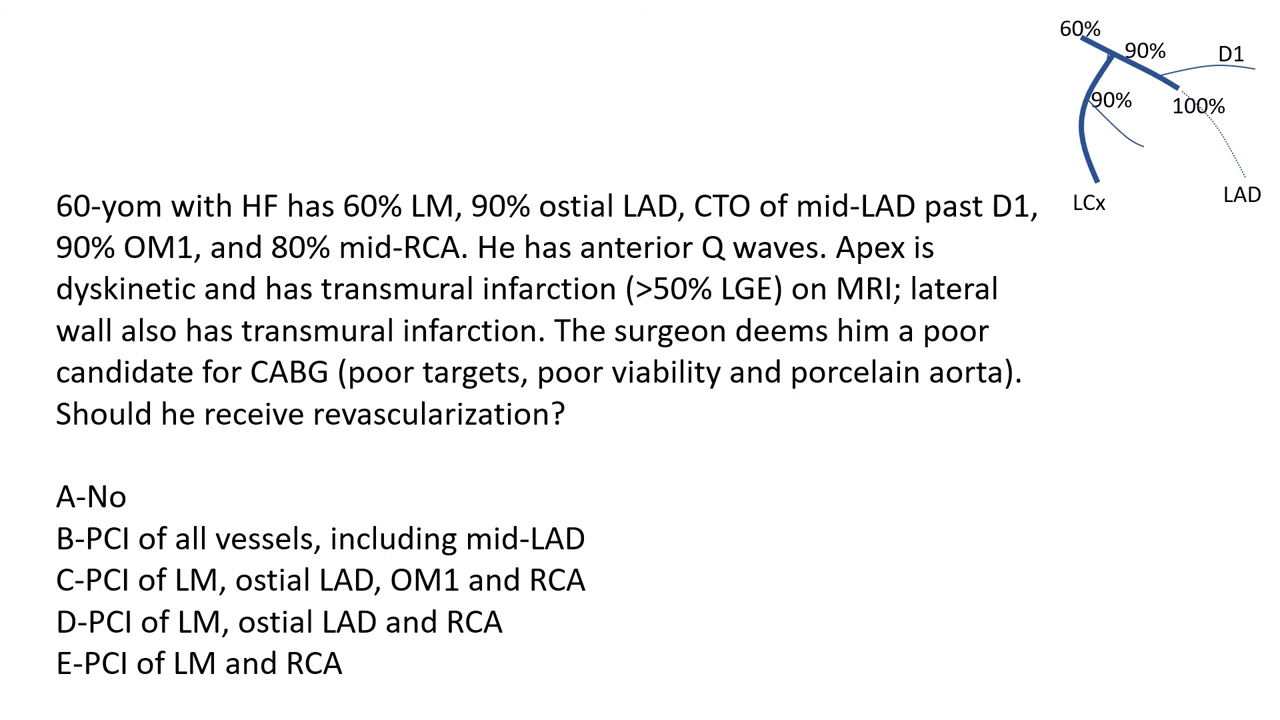 60%
90%
D1
90%
100%
LCx
LAD
60-yom with HF has 60% LM, 90% ostial LAD, CTO of mid-LAD past D1,
90% OM1, and 80% mid-RCA. He has anterior Q waves. Apex is
dyskinetic and has transmural infarction (>50% LGE) on MRI; lateral
wall also has transmural infarction. The surgeon deems him a poor
candidate for CABG (poor targets, poor viability and porcelain aorta).
Should he receive revascularization?
A-No
B-PCI of all vessels, including mid-LAD
C-PCI of LM, ostial LAD, OM1 and RCA
D-PCI of LM, ostial LAD and RCA
E-PCI of LM and RCA